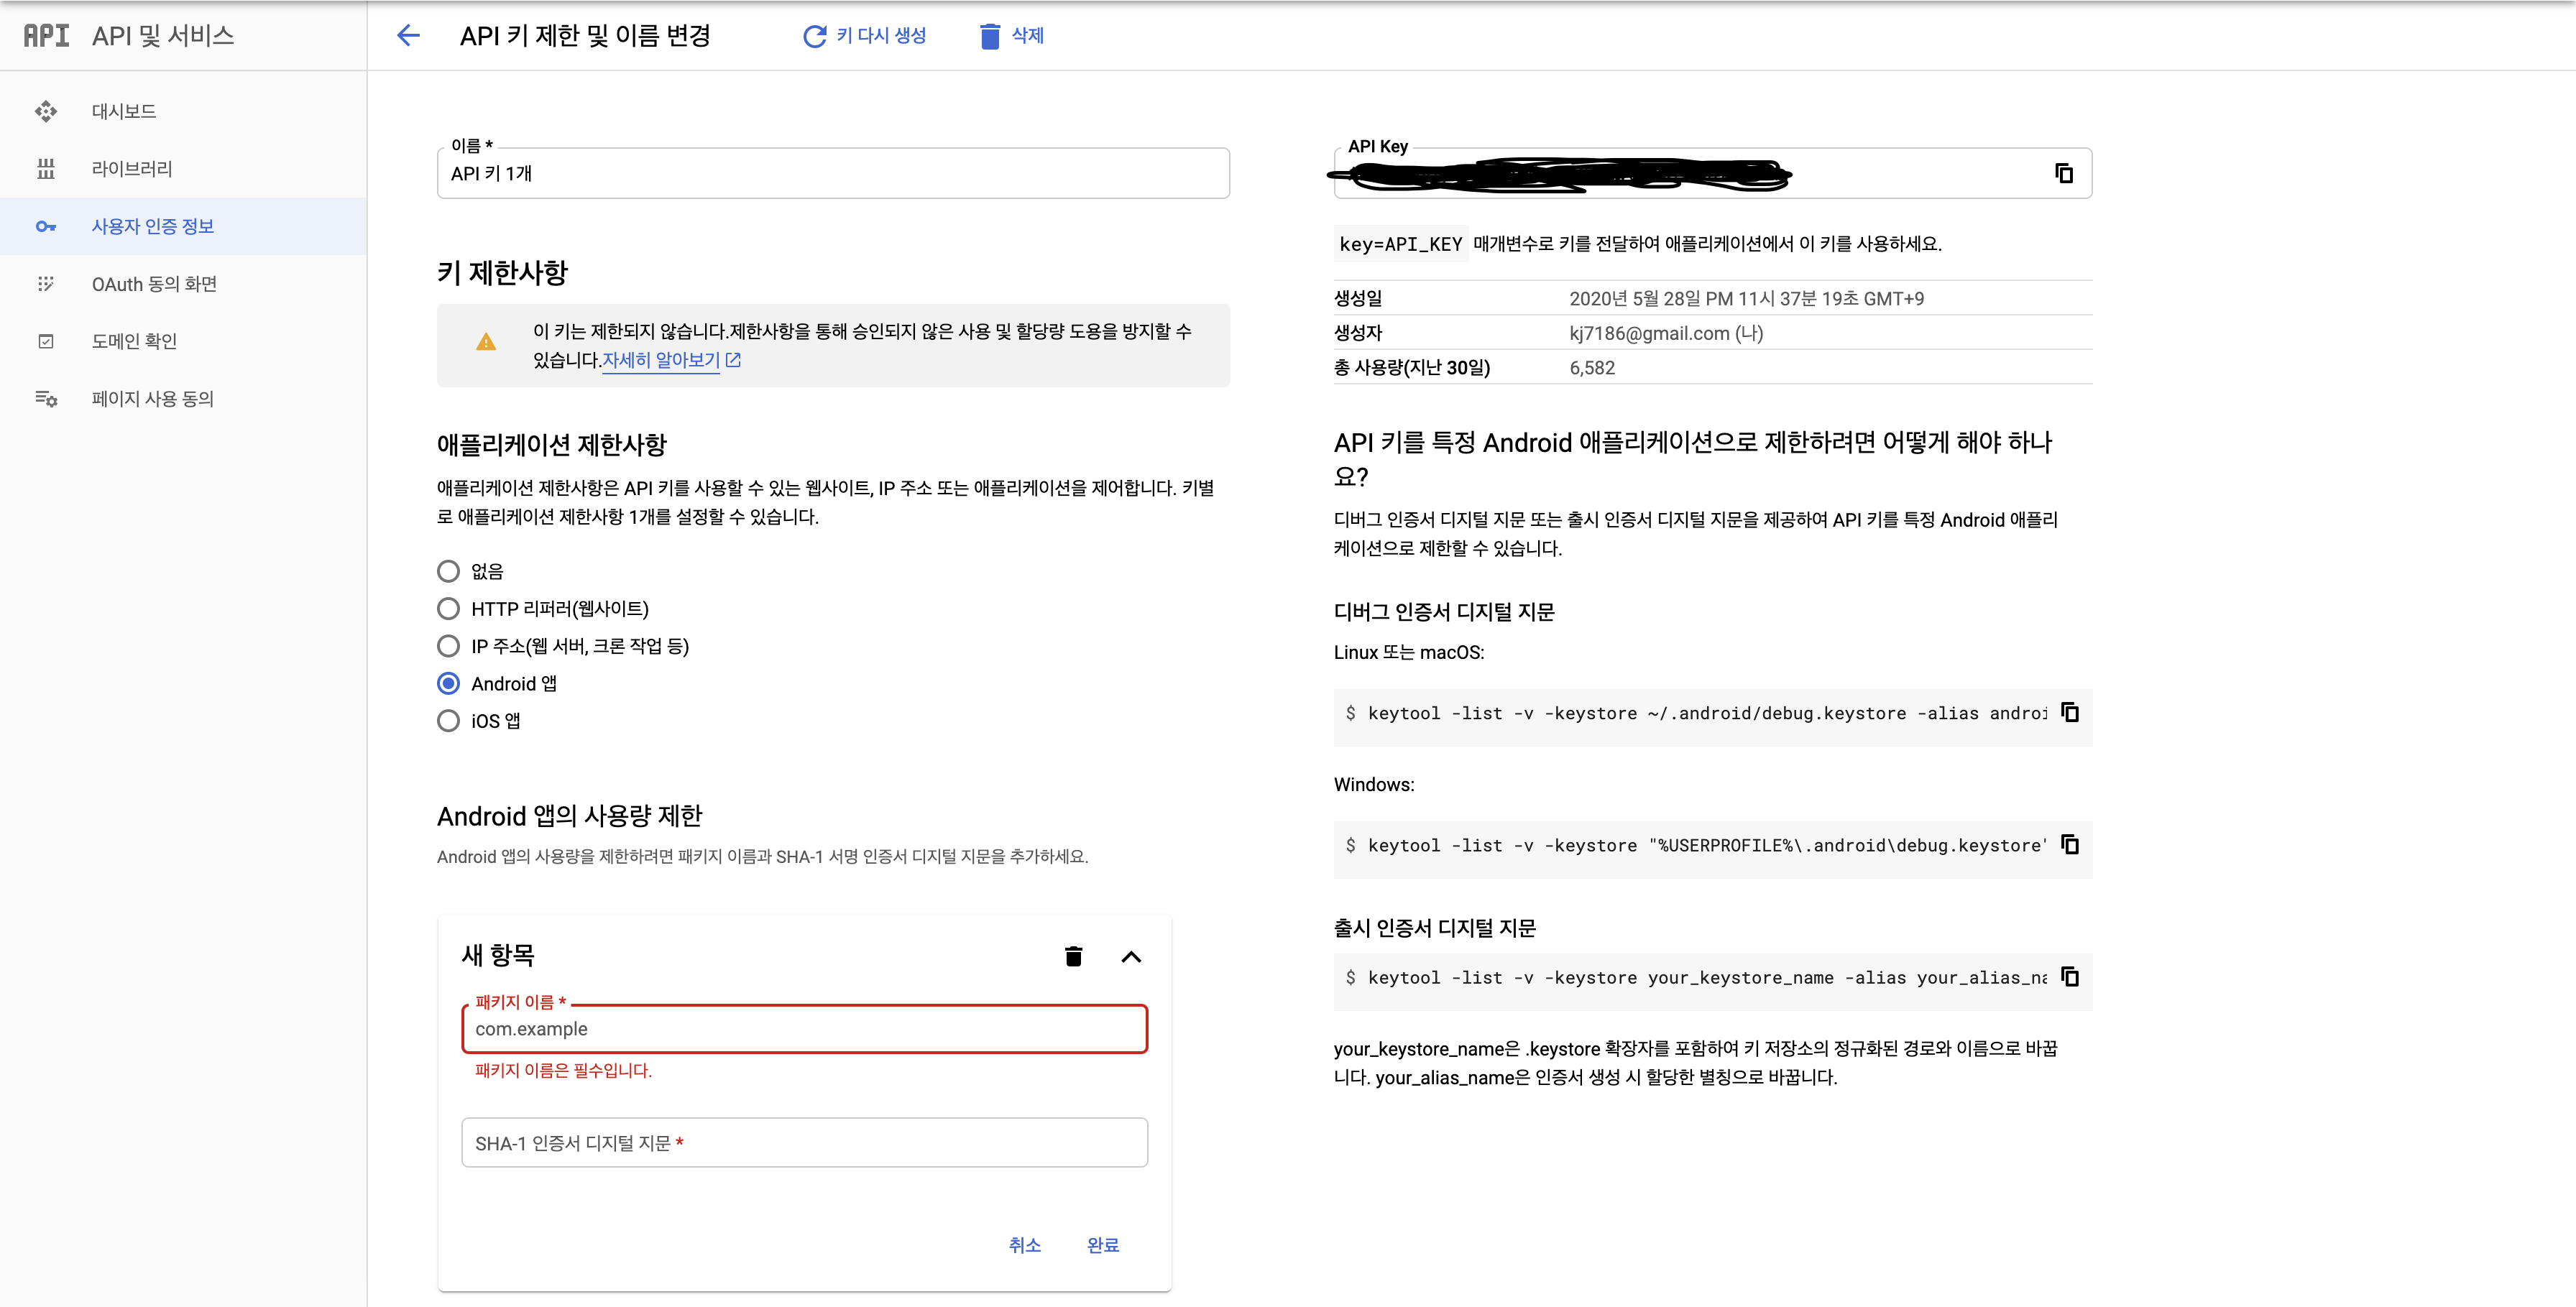 API API 및 서비스
대시보드
라이브러리
사용자 인증 정보
OAuth 동의 화면
도메인 확인
페이지 사용 동의
API 키 제한 및 이름 변경
키 다시 생성
삭제
이름 *
API 키 1개
키 제한사항
이 키는 제한되지 않습니다.제한사항을 통해 승인되지 않은 사용 및 할당량 도용을 방지할 수
있습니다.자세히 알아보기
애플리케이션 제한사항
애플리케이션 제한사항은 API 키를 사용할 수 있는 웹사이트, IP 주소 또는 애플리케이션을 제어합니다. 키별
로 애플리케이션 제한사항 1개를 설정할 수 있습니다.
없음
HTTP 리퍼러(웹사이트)
IP 주소(웹 서버, 크론 작업 등)
Android 앱
iOS 앱
Android 앱의 사용량 제한
Android 앱의 사용량을 제한하려면 패키지 이름과 SHA-1 서명 인증서 디지털 지문을 추가하세요.
새 항목
패키지 이름 *
com.example
패키지 이름은 필수입니다.
SHA-1 인증서 디지털 지문 *
취소
완료
API Key
key=API_KEY 매개변수로 키를 전달하여 애플리케이션에서 이 키를 사용하세요.
생성일 2020년 5월 28일 PM 11시 37분 19초 GMT+9
생성자 kj7186@gmail.com (나)
총 사용량(지난 30일) 6,582
API 키를 특정 Android 애플리케이션으로 제한하려면 어떻게 해야 하나
요?
디버그 인증서 디지털 지문 또는 출시 인증서 디지털 지문을 제공하여 API 키를 특정 Android 애플리
케이션으로 제한할 수 있습니다.
디버그 인증서 디지털 지문
Linux 또는 macOS:
$ keytool -list -v -keystore ~/.android/debug.keystore -alias androi
Windows:
$ keytool -list -v -keystore "%USERPROFILE%\.android\debug.keystore"
출시 인증서 디지털 지문
$ keytool -list -v -keystore your_keystore_name -alias your_alias_na
your_keystore_name은 .keystore 확장자를 포함하여 키 저장소의 정규화된 경로와 이름으로 바꿉
니다. your_alias_name은 인증서 생성 시 할당한 별칭으로 바꿉니다.